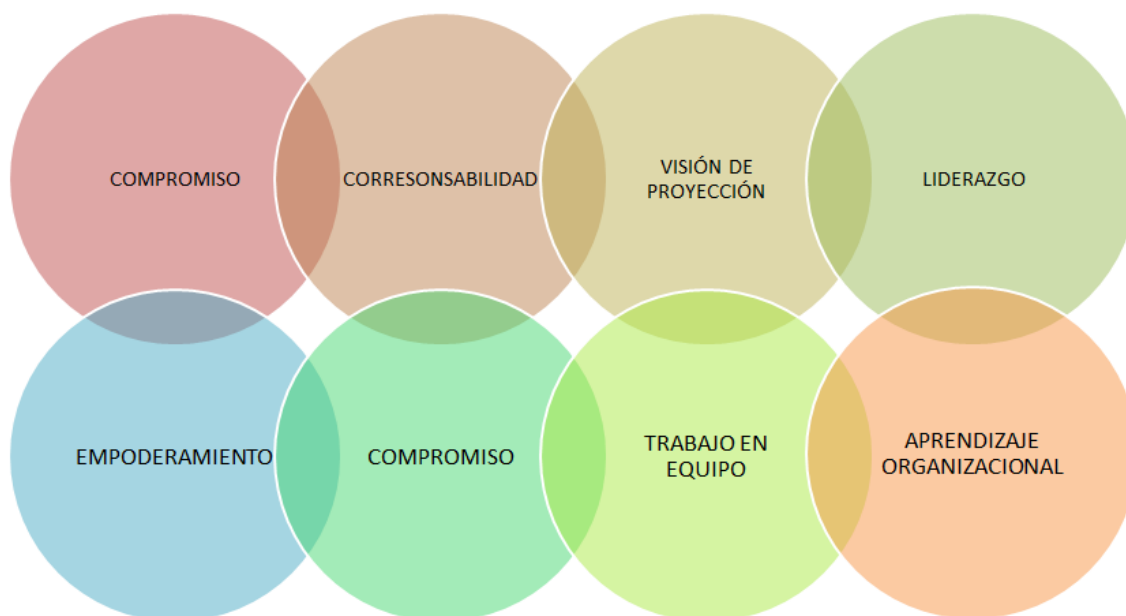 COMPROMISO
CORRESONSABILIDAD
VISIÓN DE
PROYECCIÓN
LIDERAZGO
EMPODERAMIENTO
COMPROMISO
TRABAJO EN
EQUIPO
APRENDIZAJE
ORGANIZACIONAL